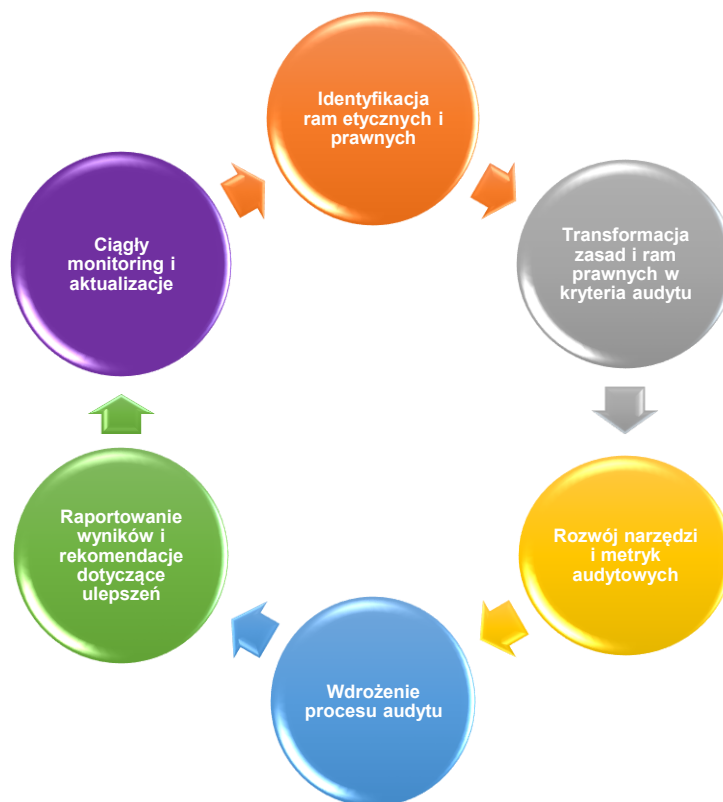 Identyfikacja
ram etycznych i
prawnych
Transformacja
zasad i ram
prawnych w
kryteria audytu
Rozwój narzędzi
i metryk
audytowych
Wdrożenie
procesu audytu
Raportowanie
wyników i
rekomendacje
dotyczące
ulepszeń
Ciągły
monitoring i
aktualizacje